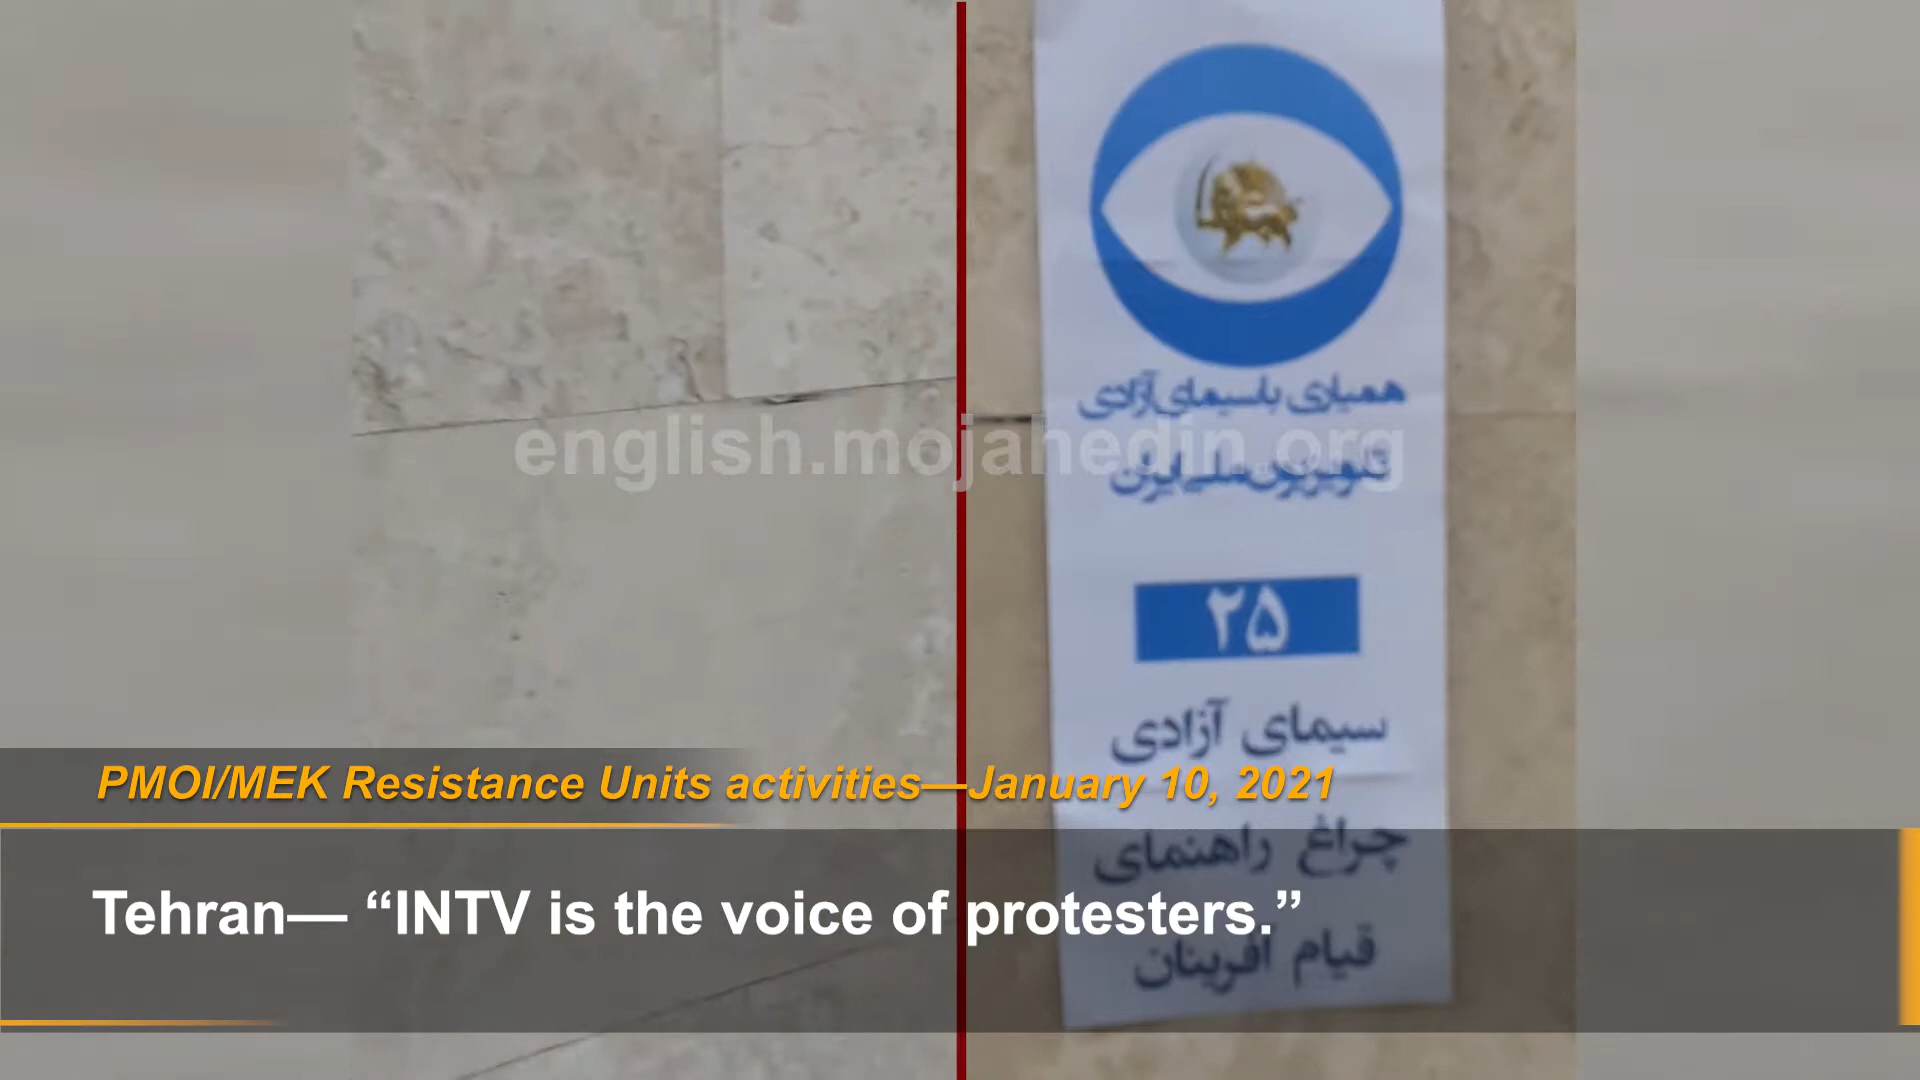 همیاری با سیمای آزادی
تلویزیون ملی ایران
english.mojahedin.org
۲۵
سیمای آزادی
PMOI/MEK Resistance Units activities—January 10, 2021
چراغ راهنمای
Tehran— “INTV is the voice of protesters.”
قیام آفرینان